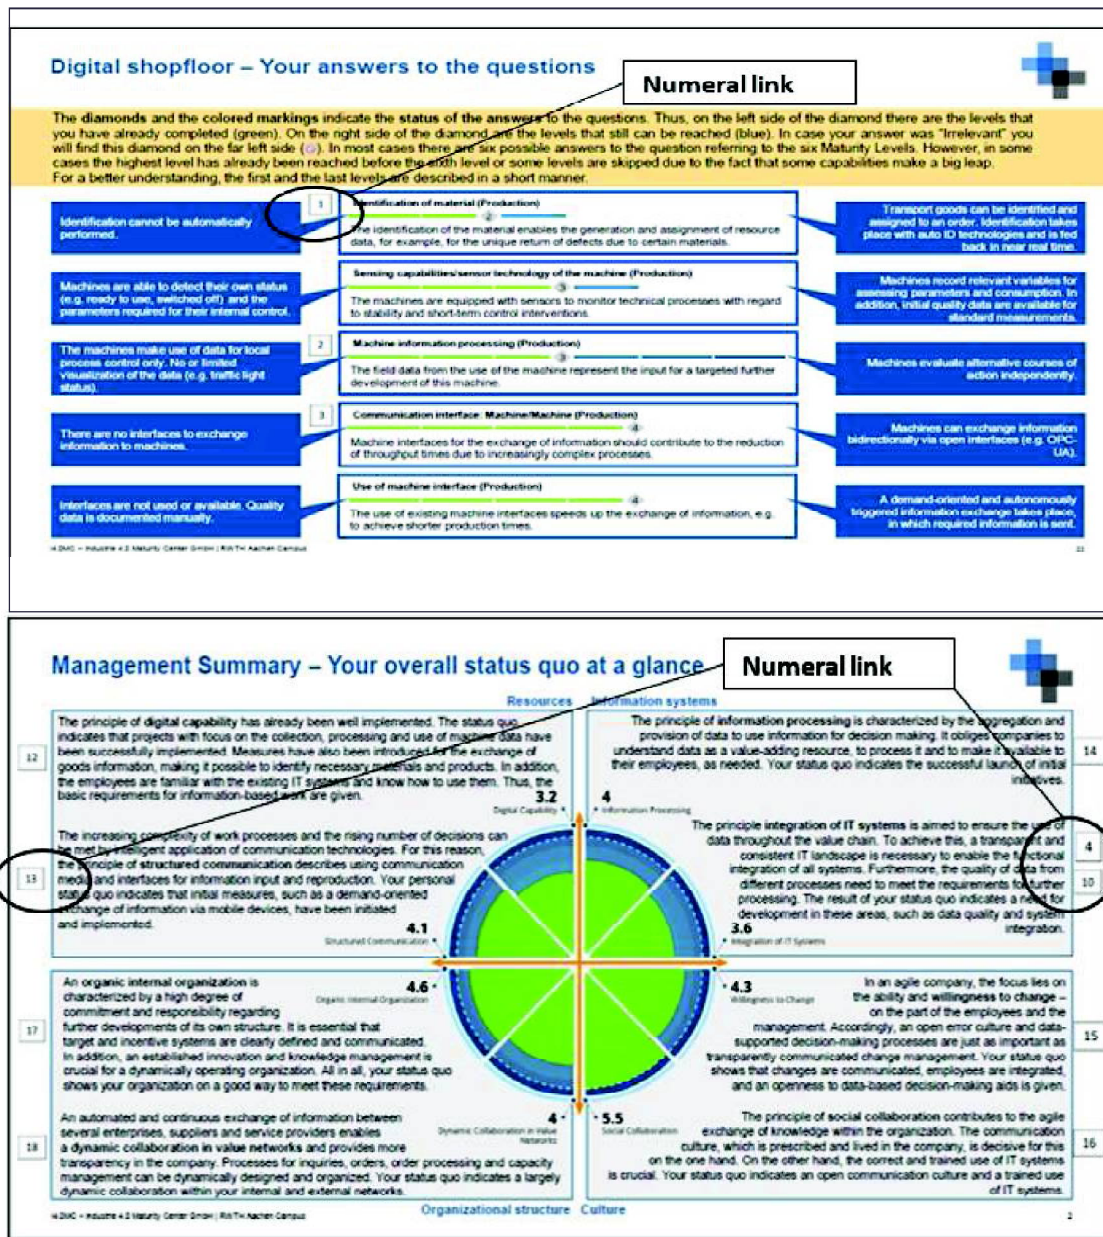 Digital shopfloor – Your answers to the questions
Numeral link
The diamonds and the colored markings indicate the status of the answers to the questions. Thus, on the left side of the diamond there are the levels that
you have already completed (green). On the right side of the diamond are the levels that still can be reached (blue). In case your answer was "Irrelevant" you
will find this diamond on the far left side ( ). In most cases there are six possible answers to the question referring to the six Maturity Levels. However, in some
cases the highest level has already been reached before the sixth level or some levels are skipped due to the fact that some capabilities make a big leap.
For a better understanding, the first and the last levels are described in a short manner.
Identification cannot be automatically
performed.
1
Identification of material (Production)
2
The identification of the material enables the generation and assignment of resource
data, for example, for the unique return of defects due to certain materials.
Transport goods can be identified and
assigned to an order. Identification takes
place with auto ID technologies and is fed
back in near real time.
Machines are able to detect their own status
(e.g. ready to use, switched off) and the
parameters required for their internal control.
Sensing capabilities/sensor technology of the machine (Production)
3
The machines are equipped with sensors to monitor technical processes with regard
to stability and short-term control interventions.
Machines record relevant variables for
assessing parameters and consumption. In
addition, initial quality data are available for
standard measurements.
The machines make use of data for local
process control only. No or limited
visualization of the data (e.g. traffic light
status).
2
Machine information processing (Production)
3
The field data from the use of the machine represent the input for a targeted further
development of this machine.
Machines evaluate alternative courses of
action independently.
There are no interfaces to exchange
information to machines.
3
Communication interface: Machine/Machine (Production)
4
Machine interfaces for the exchange of information should contribute to the reduction
of throughput times due to increasingly complex processes.
Machines can exchange information
bidirectionally via open interfaces (e.g. OPC-
UA).
Interfaces are not used or available. Quality
data is documented manually.
Use of machine interface (Production)
4
The use of existing machine interfaces speeds up the exchange of information, e.g.
to achieve shorter production times.
A demand-oriented and autonomously
triggered information exchange takes place,
in which required information is sent.
I4.0MC – Industrie 4.0 Maturity Center GmbH | RWTH Aachen Campus
Management Summary – Your overall status quo at a glance
Numeral link
Resources
Information systems
12
The principle of digital capability has already been well implemented. The status quo
indicates that projects with focus on the collection, processing and use of machine data have
been successfully implemented. Measures have also been introduced for the exchange of
goods information, making it possible to identify necessary materials and products. In addition,
the employees are familiar with the existing IT systems and know how to use them. Thus, the
basic requirements for information-based work are given.
3.2
Digital Capability
The principle of information processing is characterized by the aggregation and
provision of data to use information for decision making. It obliges companies to
understand data as a value-adding resource, to process it and to make it available to
their employees, as needed. Your status quo indicates the successful launch of initial
initiatives.
14
4
Information Processing
13
The increasing complexity of work processes and the rising number of decisions can
be met by intelligent application of communication technologies. For this reason,
the principle of structured communication describes using communication
media and interfaces for information input and reproduction. Your personal
status quo indicates that initial measures, such as a demand-oriented
exchange of information via mobile devices, have been initiated
and implemented.
4.1
Structured Communication
The principle integration of IT systems is aimed to ensure the use of
data throughout the value chain. To achieve this, a transparent and
consistent IT landscape is necessary to enable the functional
integration of all systems. Furthermore, the quality of data from
different processes need to meet the requirements for further
processing. The result of your status quo indicates a need for
development in these areas, such as data quality and system
integration.
4
10
3.6
Integration of IT Systems
17
An organic internal organization is
characterized by a high degree of
commitment and responsibility regarding
further developments of its own structure. It is essential that
target and incentive systems are clearly defined and communicated.
In addition, an established innovation and knowledge management is
crucial for a dynamically operating organization. All in all, your status quo
shows your organization on a good way to meet these requirements.
4.6
Organic Internal Organization
4.3
Willingness to Change
In an agile company, the focus lies on
the ability and willingness to change –
on the part of the employees and the
management. Accordingly, an open error culture and data-
supported decision-making processes are just as important as
transparently communicated change management. Your status quo
shows that changes are communicated, employees are integrated,
and an openness to data-based decision-making aids is given.
15
18
An automated and continuous exchange of information between
several enterprises, suppliers and service providers enables
a dynamic collaboration in value networks and provides more
transparency in the company. Processes for inquiries, orders, order processing and capacity
management can be dynamically designed and organized. Your status quo indicates a largely
dynamic collaboration within your internal and external networks.
4
Dynamic Collaboration in Value
Networks
5.5
Social Collaboration
The principle of social collaboration contributes to the agile
exchange of knowledge within the organization. The communication
culture, which is prescribed and lived in the company, is decisive for this
on the one hand. On the other hand, the correct and trained use of IT systems
is crucial. Your status quo indicates an open communication culture and a trained use
of IT systems.
16
Organizational structure
Culture
I4.0MC – Industrie 4.0 Maturity Center GmbH | RWTH Aachen Campus